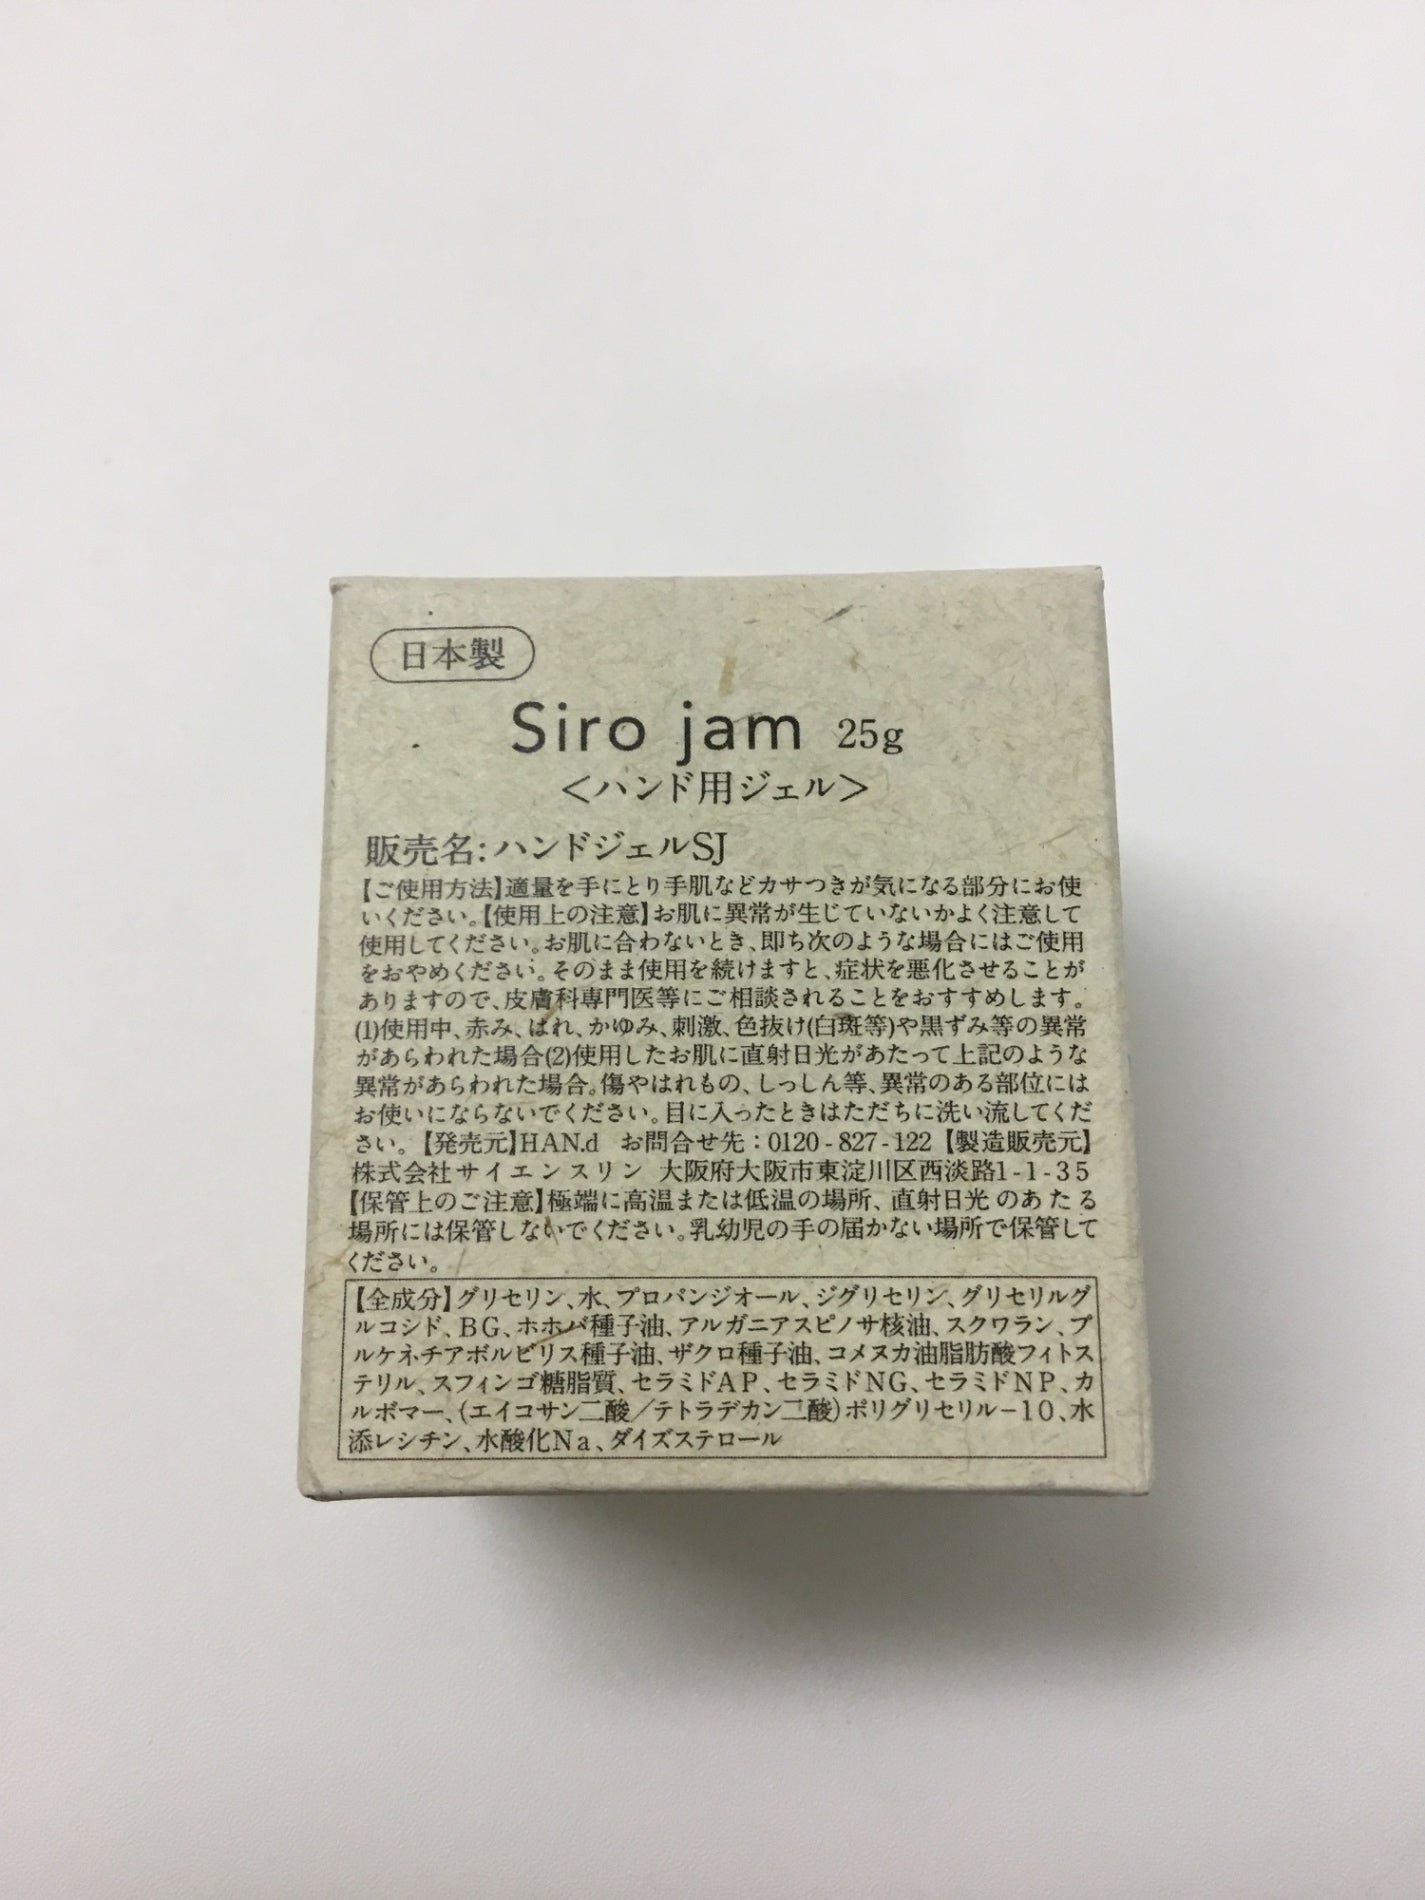 日本製
Siro jam 25g
<ハンド用ジェル>
販売名:ハンドジェルSJ
【ご使用方法】適量を手にとり手肌などカサつきが気になる部分にお使
いください。【使用上の注意】お肌に異常が生じていないかよく注意して
使用してください。お肌に合わないとき、即ち次のような場合にはご使用
をおやめください。そのまま使用を続けますと、症状を悪化させることが
ありますので、皮膚科専門医等にご相談されることをおすすめします。
(1)使用中、赤み、はれ、かゆみ、刺激、色抜け(白斑等)や黒ずみ等の異常
があらわれた場合(2)使用したお肌に直射日光があたって上記のような
異常があらわれた場合。傷やはれもの、しっしん等、異常のある部位には
お使いにならないでください。目に入ったときはただちに洗い流してくだ
さい。【発売元】HAN.d お問合せ先：0120-827-122【製造販売元】
株式会社サイエンスリン 大阪府大阪市東淀川区西淡路1-1-35
【保管上のご注意】極端に高温または低温の場所、直射日光のあたる
場所には保管しないでください。乳幼児の手の届かない場所で保管して
ください。
【全成分】グリセリン、水、プロパンジオール、ジグリセリン、グリセリルグ
ルコシド、BG、ホホバ種子油、アルガニアスピノサ核油、スクワラン、プ
ルケネチアボルビリス種子油、ザクロ種子油、コメヌカ油脂肪酸フィトス
テリル、スフィンゴ糖脂質、セラミドAP、セラミドNG、セラミドNP、カ
ルボマー、(エイコサン二酸／テトラデカン二酸)ポリグリセリル－10、水
添レシチン、水酸化Na、ダイズステロール